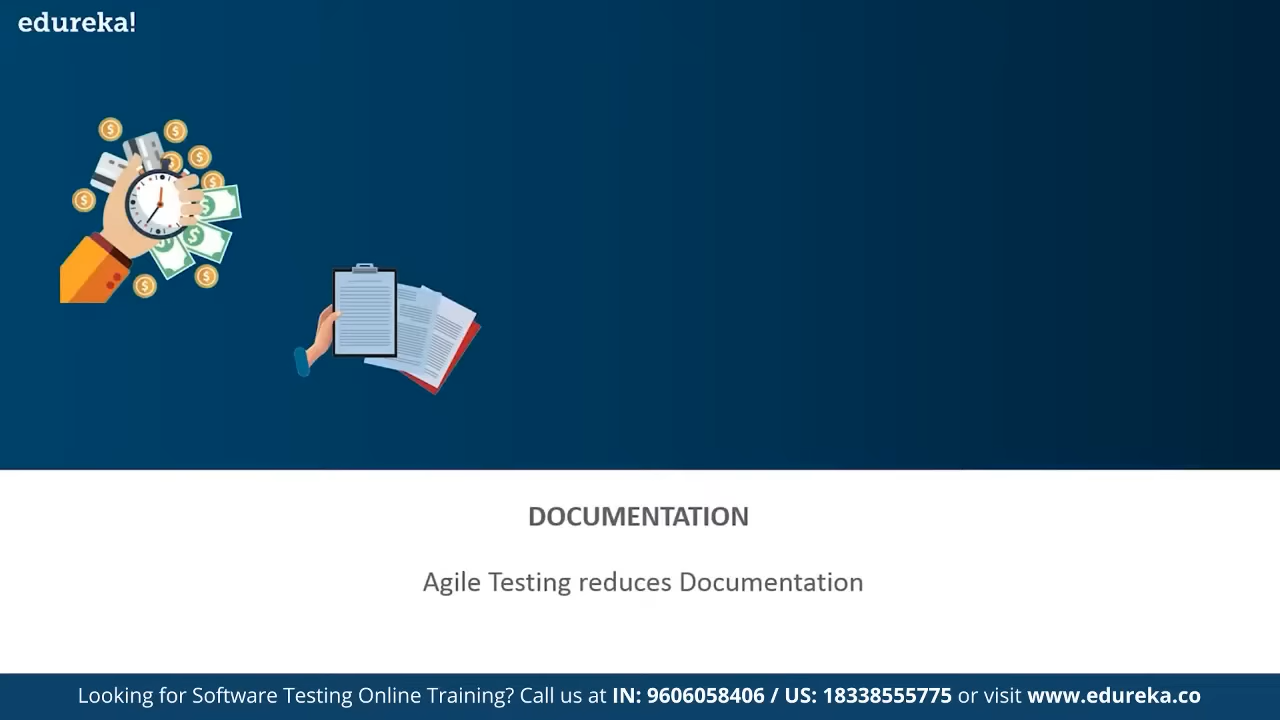 edureka!
DOCUMENTATION
Agile Testing reduces Documentation
Looking for Software Testing Online Training? Call us at IN: 9606058406 / US: 18338555775 or visit www.edureka.co